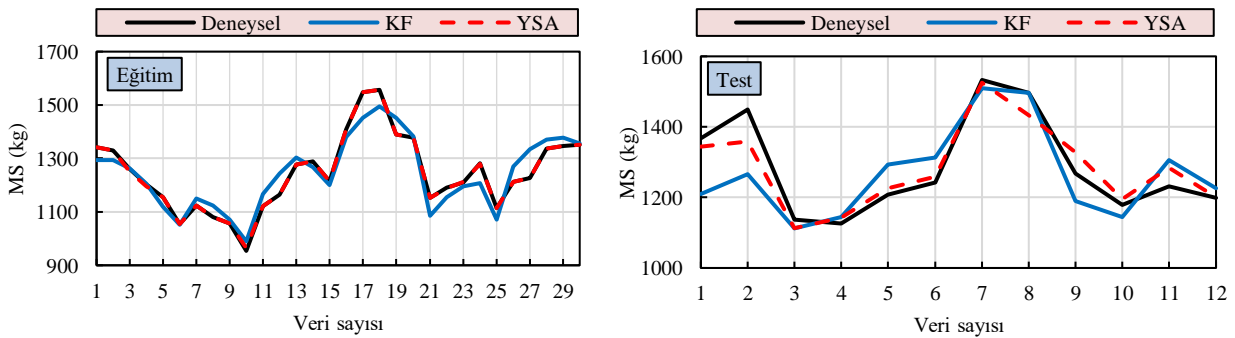 Deneysel KF YSA
Eğitim
MS (kg)
1700
1500
1300
1100
900
1 3 5 7 9 11 13 15 17 19 21 23 25 27 29
Veri sayısı
Deneysel KF YSA
Test
MS (kg)
1600
1400
1200
1000
1 2 3 4 5 6 7 8 9 10 11 12
Veri sayısı